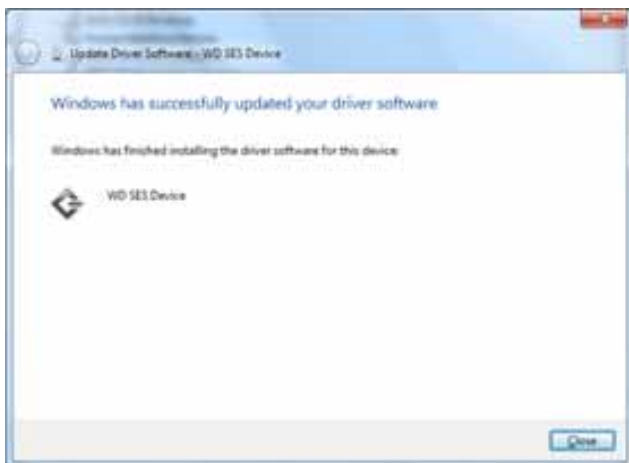 Update Driver Software - WD SES Device
Windows has successfully updated your driver software
Windows has finished installing the driver software for this device:
WD SES Device
Close